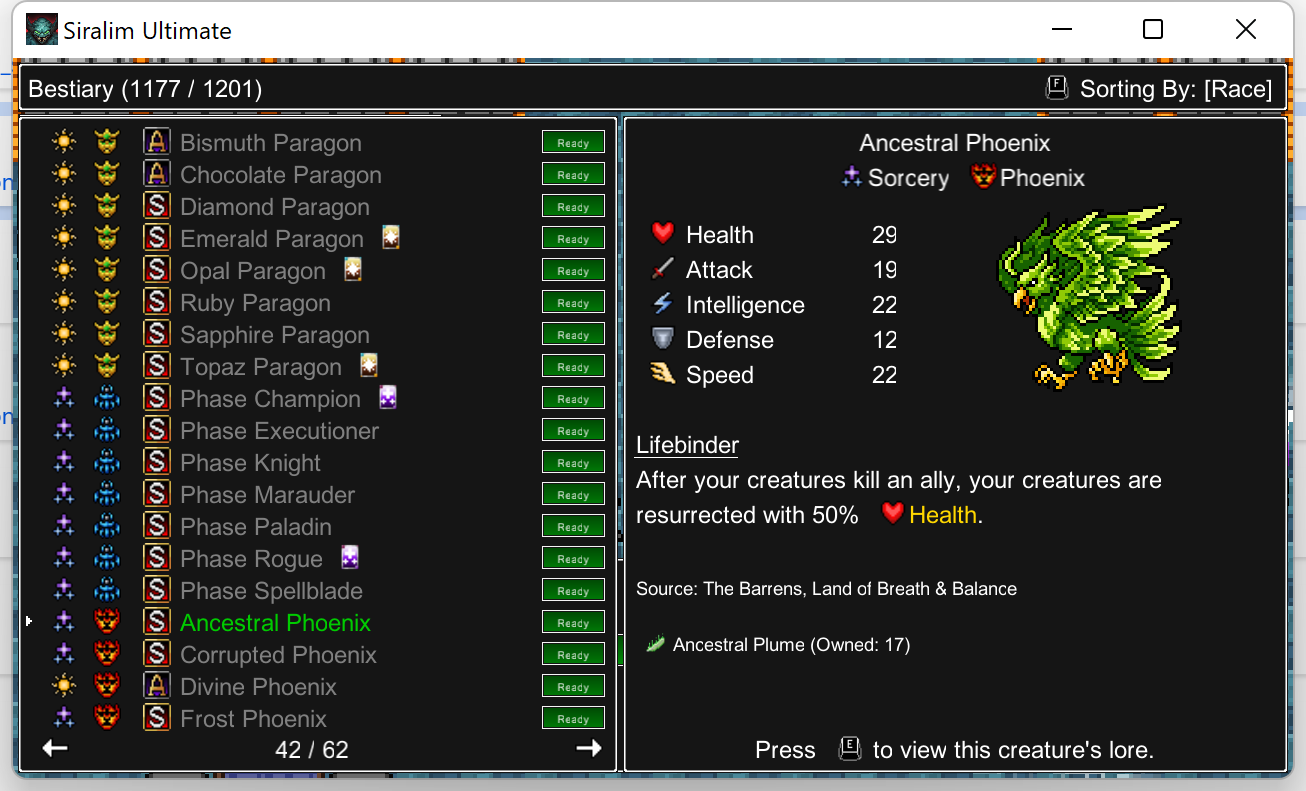 Siralim Ultimate
Bestiary (1177 / 1201)
F Sorting By: [Race]
A Bismuth Paragon Ready
A Chocolate Paragon Ready
S Diamond Paragon Ready
S Emerald Paragon Ready
S Opal Paragon Ready
S Ruby Paragon Ready
S Sapphire Paragon Ready
S Topaz Paragon Ready
S Phase Champion Ready
S Phase Executioner Ready
S Phase Knight Ready
S Phase Marauder Ready
S Phase Paladin Ready
S Phase Rogue Ready
S Phase Spellblade Ready
S Ancestral Phoenix Ready
S Corrupted Phoenix Ready
A Divine Phoenix Ready
S Frost Phoenix Ready
42 / 62
Ancestral Phoenix
Sorcery Phoenix
Health 29
Attack 19
Intelligence 22
Defense 12
Speed 22
Lifebinder
After your creatures kill an ally, your creatures are
resurrected with 50% Health.
Source: The Barrens, Land of Breath & Balance
Ancestral Plume (Owned: 17)
Press E to view this creature's lore.